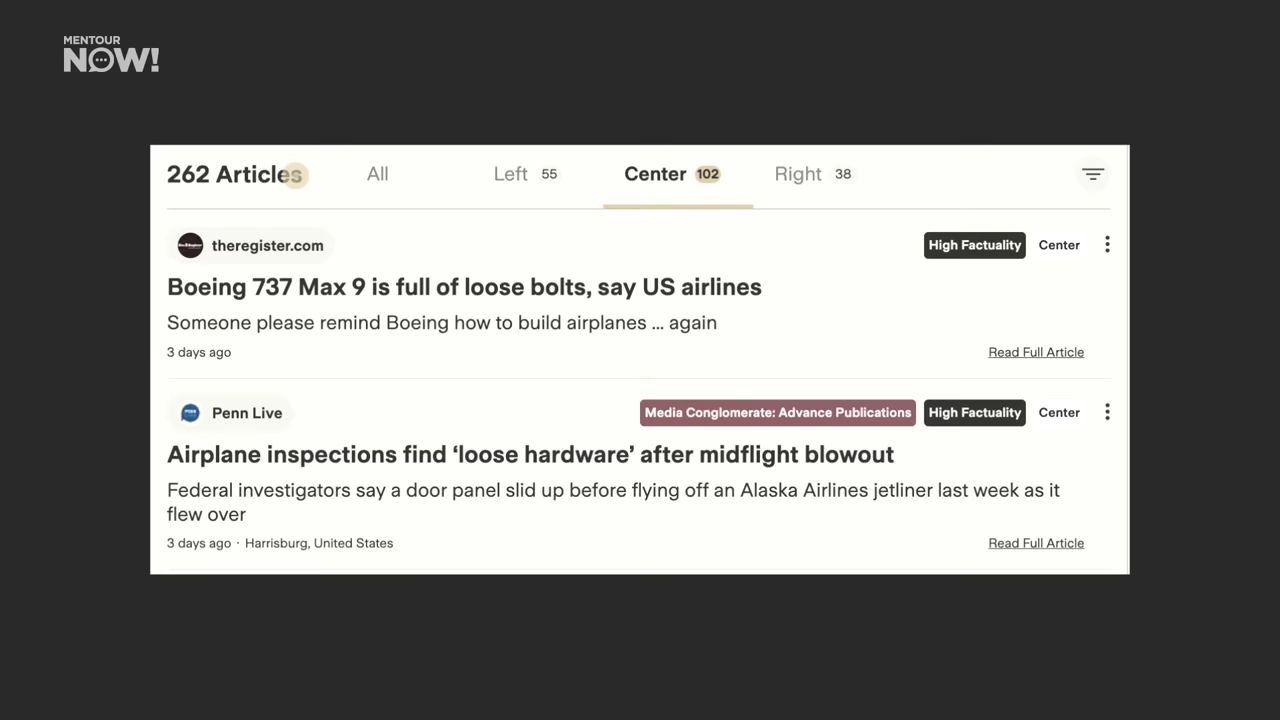 MENTOUR
NOW!
262 Articles All Left 55 Center 102 Right 38
theregister.com High Factuality Center
Boeing 737 Max 9 is full of loose bolts, say US airlines
Someone please remind Boeing how to build airplanes ... again
3 days ago Read Full Article
Penn Live Media Conglomerate: Advance Publications High Factuality Center
Airplane inspections find ‘loose hardware’ after midflight blowout
Federal investigators say a door panel slid up before flying off an Alaska Airlines jetliner last week as it
flew over
3 days ago · Harrisburg, United States Read Full Article